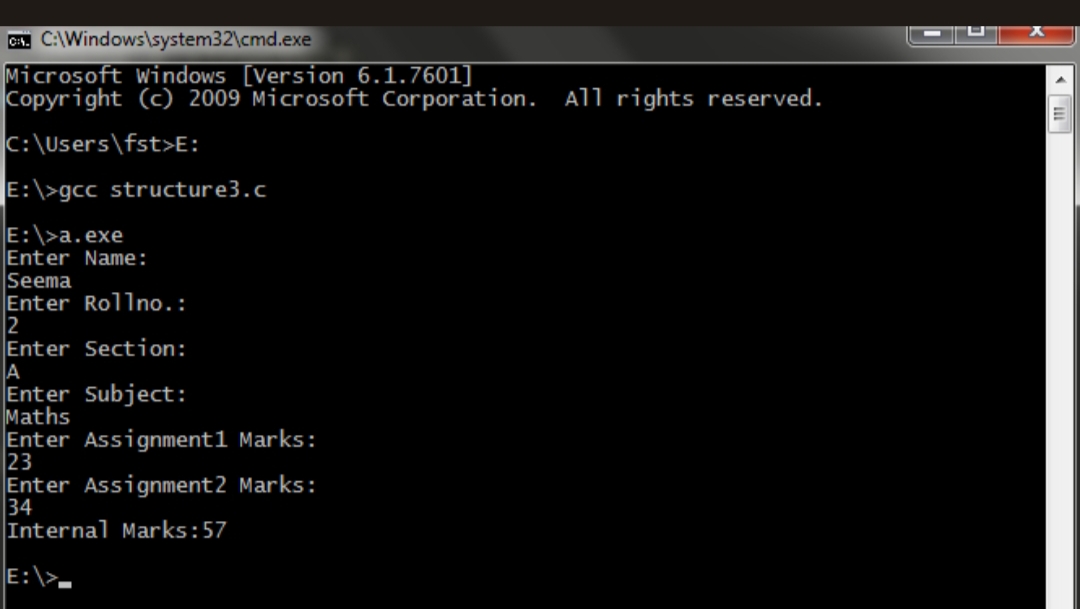 C:\Windows\system32\cmd.exe
Microsoft Windows [Version 6.1.7601]
Copyright (c) 2009 Microsoft Corporation.  All rights reserved.
C:\Users\fst>E:
E:\>gcc structure3.c
E:\>a.exe
Enter Name:
Seema
Enter Rollno.:
2
Enter Section:
A
Enter Subject:
Maths
Enter Assignment1 Marks:
23
Enter Assignment2 Marks:
34
Internal Marks:57
E:\>